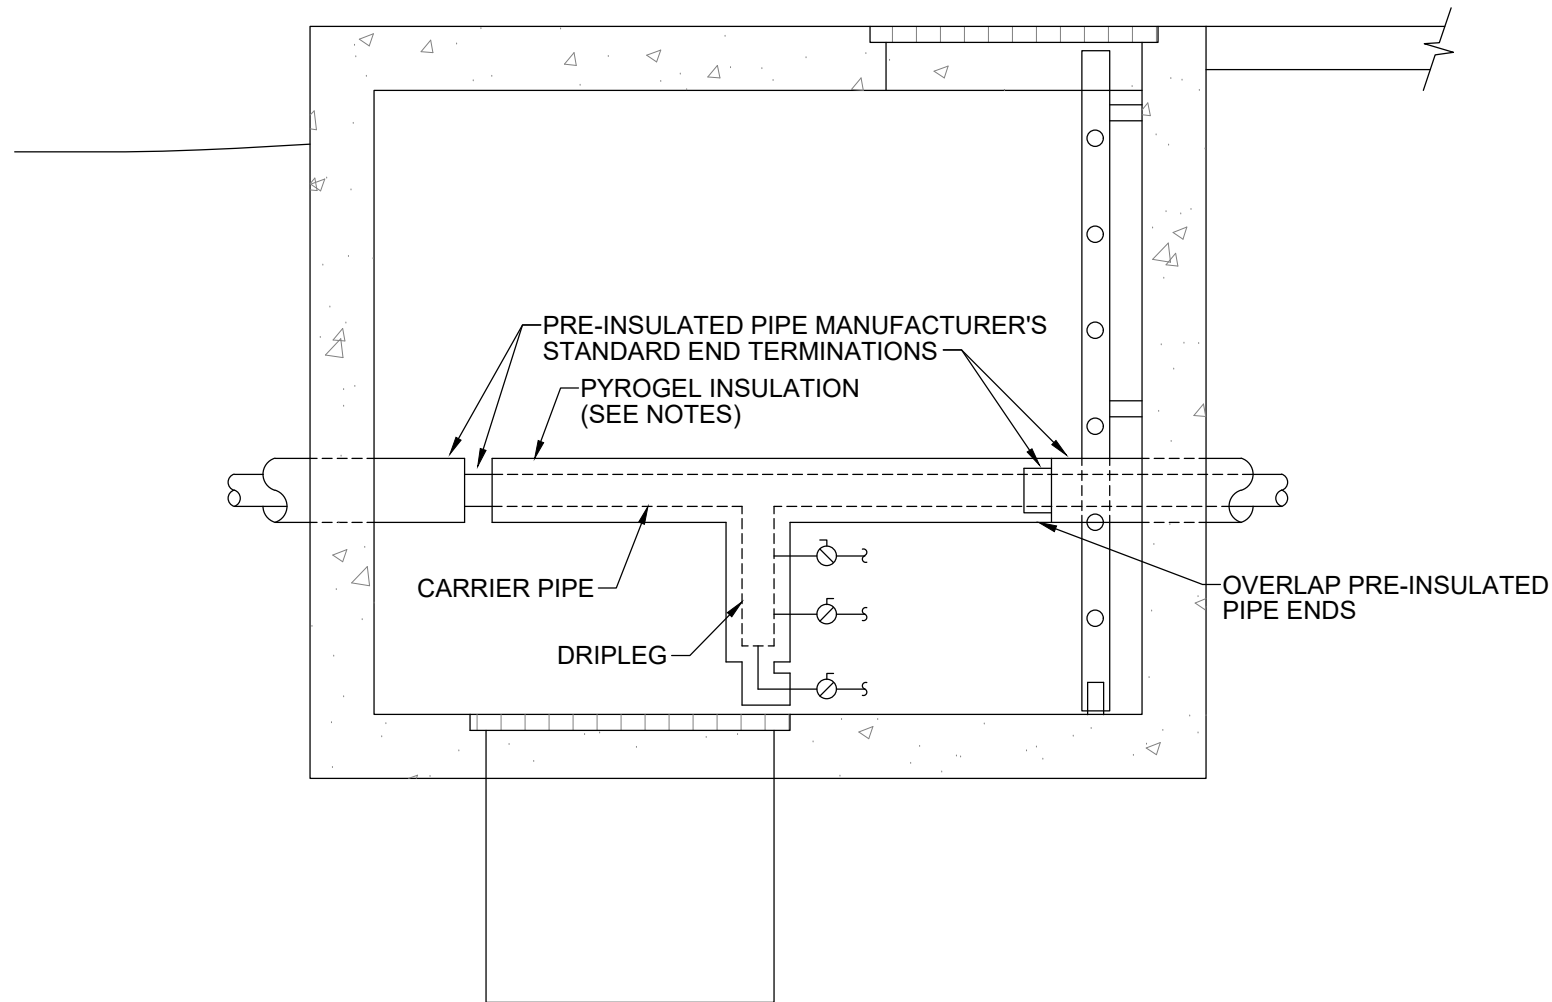 PRE-INSULATED PIPE MANUFACTURER'S
STANDARD END TERMINATIONS
PYROGEL INSULATION
(SEE NOTES)
CARRIER PIPE
OVERLAP PRE-INSULATED
PIPE ENDS
DRIPLEG